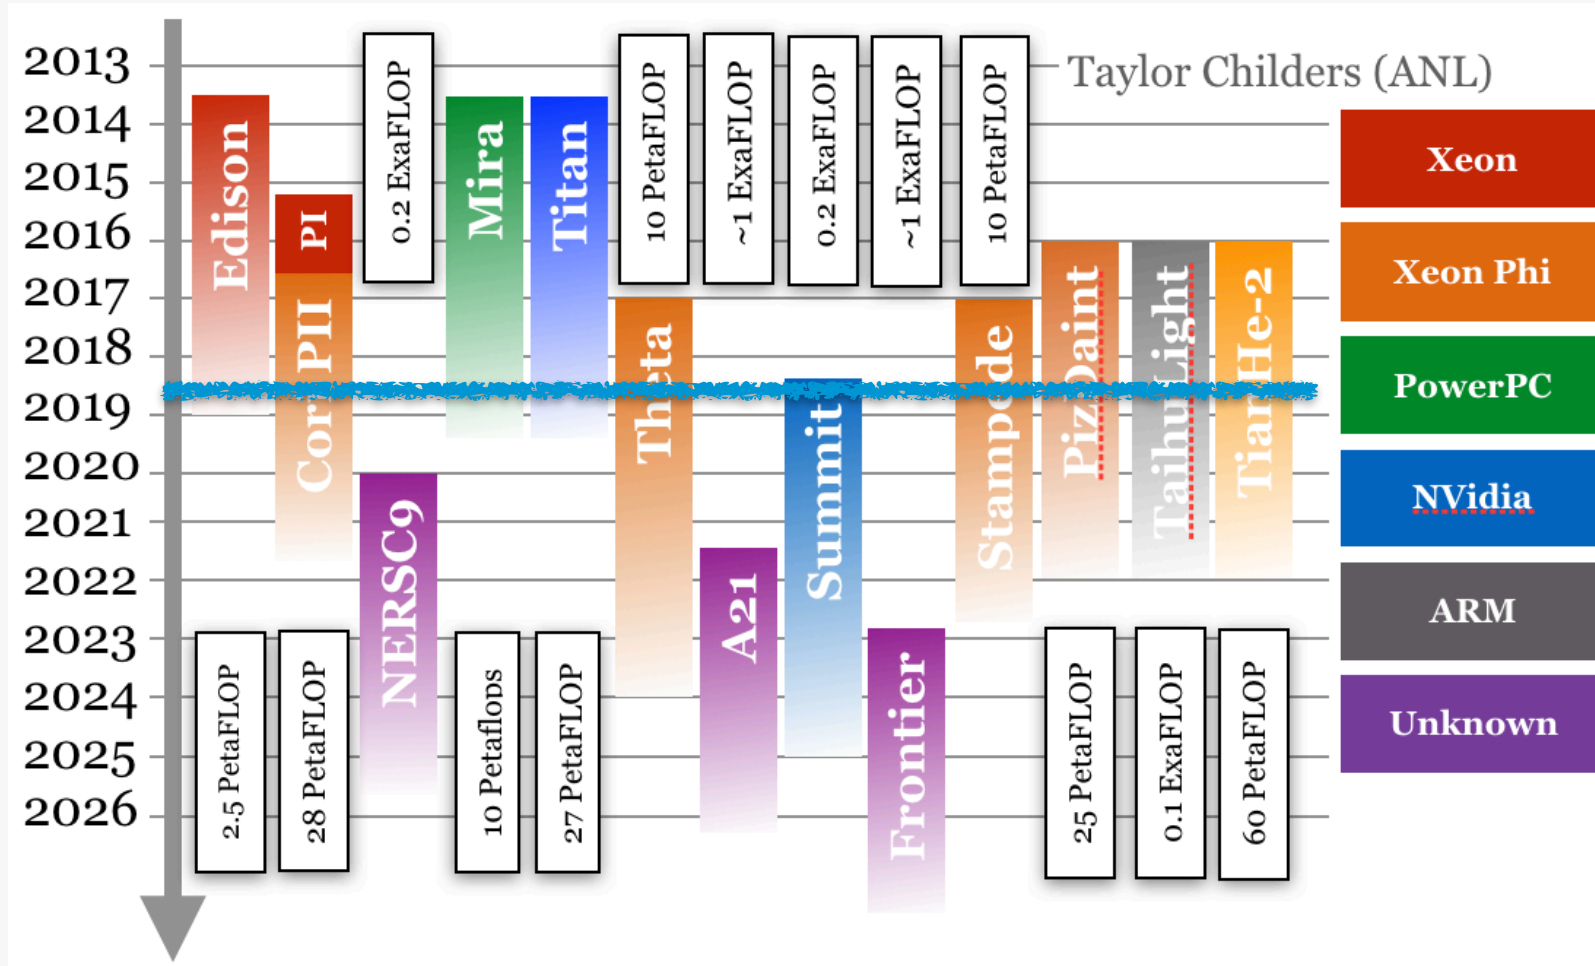 Taylor Childers (ANL)
2013
2014
2015
2016
2017
2018
2019
2020
2021
2022
2023
2024
2025
2026
Edison
2.5 PetaFLOP
PI
Cori PII
28 PetaFLOP
0.2 ExaFLOP
NERSC9
Mira
10 Petaflops
Titan
27 PetaFLOP
10 PetaFLOP
Theta
~1 ExaFLOP
A21
0.2 ExaFLOP
Summit
~1 ExaFLOP
Frontier
10 PetaFLOP
Stampede
PizDaint
25 PetaFLOP
TaihuLight
0.1 ExaFLOP
TianHe-2
60 PetaFLOP
Xeon
Xeon Phi
PowerPC
NVidia
ARM
Unknown